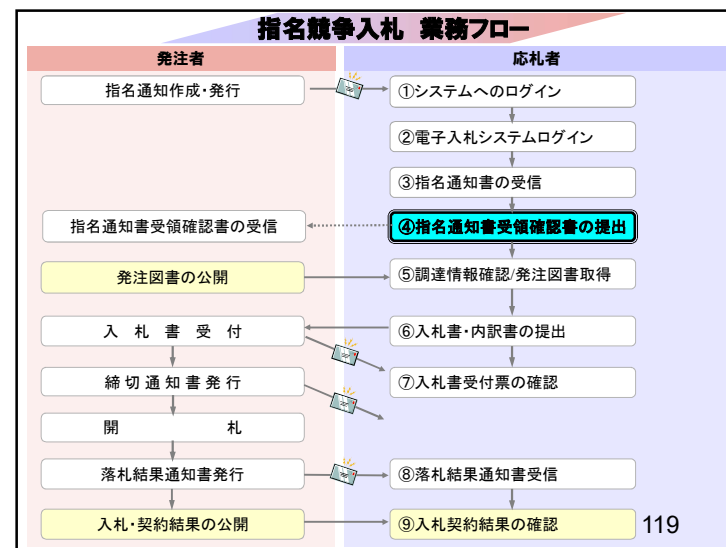 指名競争入札 業務フロー
発注者
応札者
指名通知作成・発行
①システムへのログイン
②電子入札システムログイン
③指名通知書の受信
指名通知書受領確認書の受信
④指名通知書受領確認書の提出
発注図書の公開
⑤調達情報確認/発注図書取得
入 札 書 受 付
⑥入札書・内訳書の提出
締切通知書発行
⑦入札書受付票の確認
開 札
落札結果通知書発行
⑧落札結果通知書受信
入札・契約結果の公開
⑨入札契約結果の確認
119